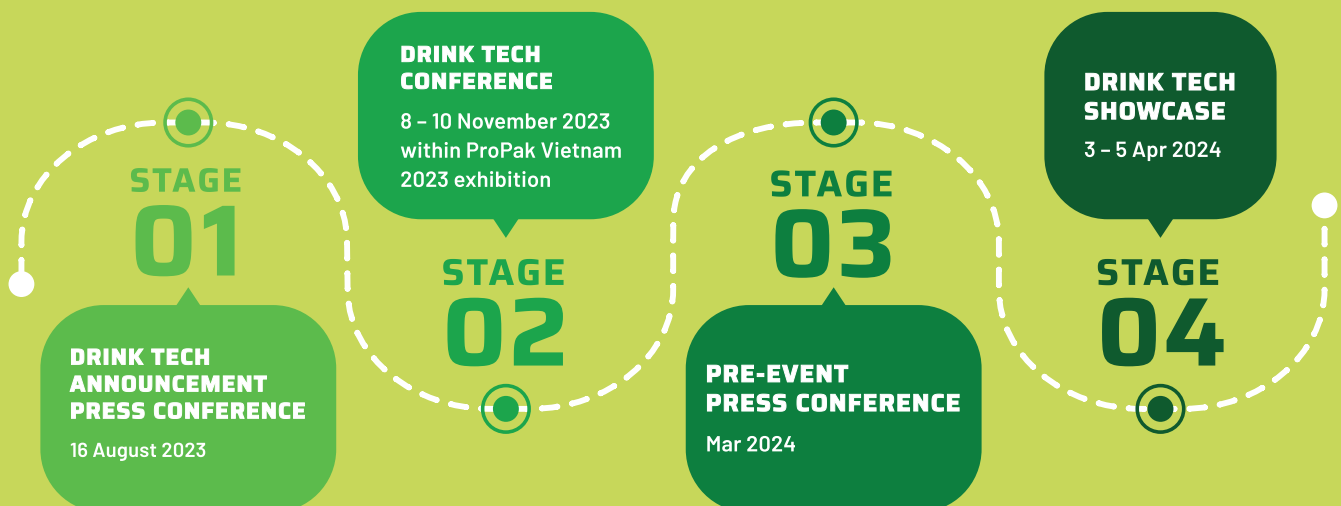 STAGE
01
DRINK TECH
ANNOUNCEMENT
PRESS CONFERENCE
16 August 2023
DRINK TECH
CONFERENCE
8 – 10 November 2023
within ProPak Vietnam
2023 exhibition
STAGE
02
STAGE
03
PRE-EVENT
PRESS CONFERENCE
Mar 2024
DRINK TECH
SHOWCASE
3 – 5 Apr 2024
STAGE
04